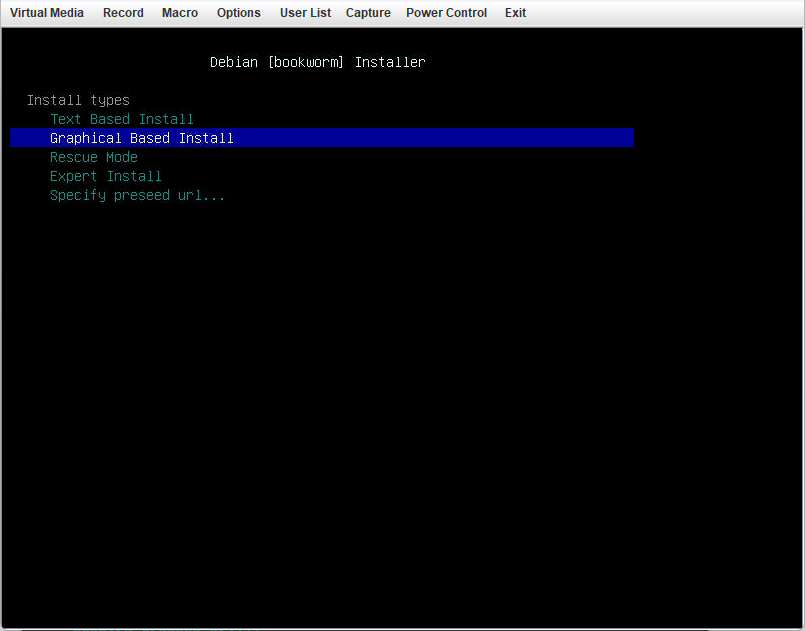 Virtual Media Record Macro Options User List Capture Power Control Exit
Debian [bookworm] Installer
Install types
Text Based Install
Graphical Based Install
Rescue Mode
Expert Install
Specify preseed url...